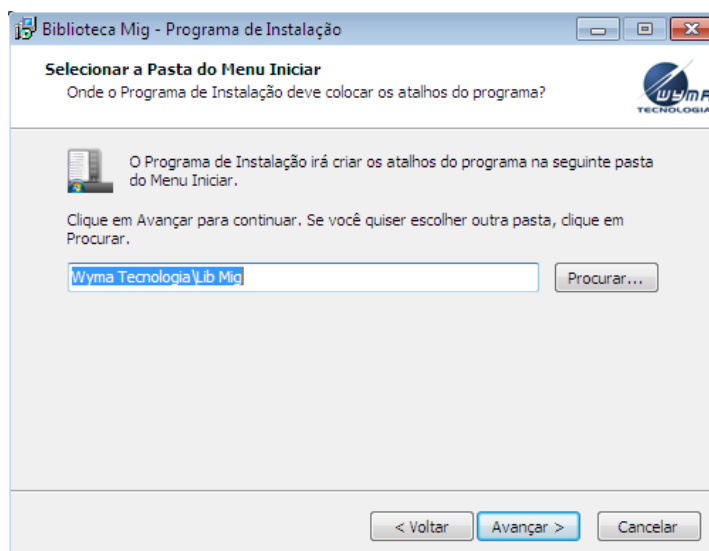 Biblioteca Mig - Programa de Instalação
Selecionar a Pasta do Menu Iniciar
Onde o Programa de Instalação deve colocar os atalhos do programa?
WYMA
TECNOLOGIA
O Programa de Instalação irá criar os atalhos do programa na seguinte pasta
do Menu Iniciar.
Clique em Avançar para continuar. Se você quiser escolher outra pasta, clique em
Procurar.
Wyma Tecnologia\Lib Mig
Procurar...
< Voltar
Avançar >
Cancelar